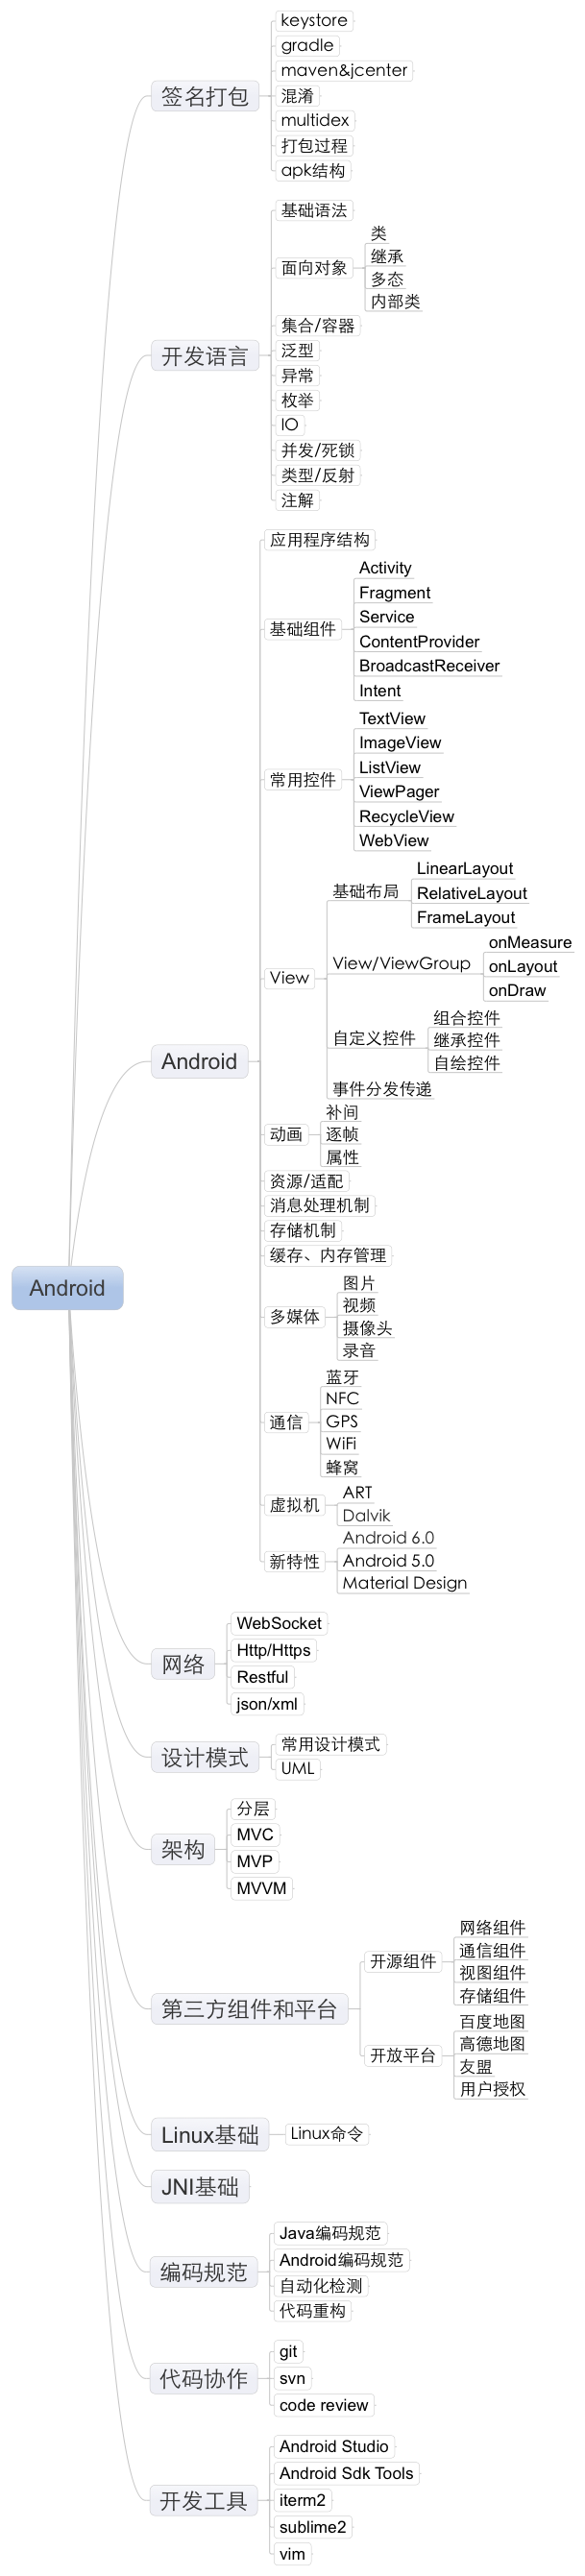 Android
签名打包
keystore
gradle
maven&jcenter
混淆
multidex
打包过程
apk结构
开发语言
基础语法
面向对象
类
继承
多态
内部类
集合/容器
泛型
异常
枚举
IO
并发/死锁
类型/反射
注解
Android
应用程序结构
基础组件
Activity
Fragment
Service
ContentProvider
BroadcastReceiver
Intent
常用控件
TextView
ImageView
ListView
ViewPager
RecycleView
WebView
View
基础布局
LinearLayout
RelativeLayout
FrameLayout
View/ViewGroup
onMeasure
onLayout
onDraw
自定义控件
组合控件
继承控件
自绘控件
事件分发传递
动画
补间
逐帧
属性
资源/适配
消息处理机制
存储机制
缓存、内存管理
多媒体
图片
视频
摄像头
录音
通信
蓝牙
NFC
GPS
WiFi
蜂窝
虚拟机
ART
Dalvik
新特性
Android 6.0
Android 5.0
Material Design
网络
WebSocket
Http/Https
Restful
json/xml
设计模式
常用设计模式
UML
架构
分层
MVC
MVP
MVVM
第三方组件和平台
开源组件
网络组件
通信组件
视图组件
存储组件
开放平台
百度地图
高德地图
友盟
用户授权
Linux基础
Linux命令
JNI基础
编码规范
Java编码规范
Android编码规范
自动化检测
代码重构
代码协作
git
svn
code review
开发工具
Android Studio
Android Sdk Tools
iterm2
sublime2
vim